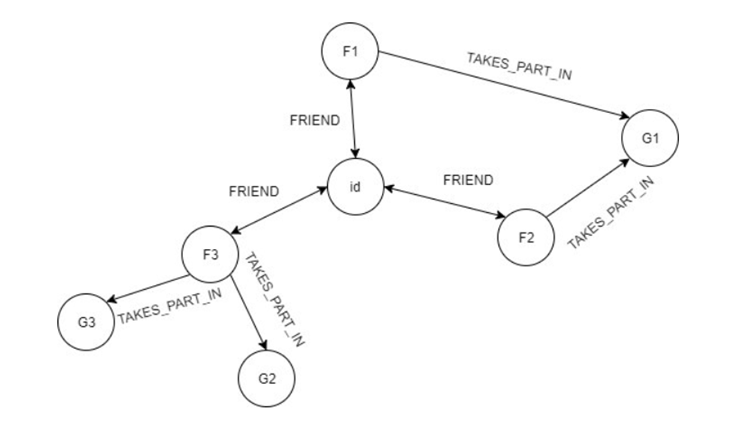 F1
TAKES_PART_IN
FRIEND
G1
id
FRIEND
FRIEND
F2
TAKES_PART_IN
F3
TAKES_PART_IN
TAKES_PART_IN
G3
G2